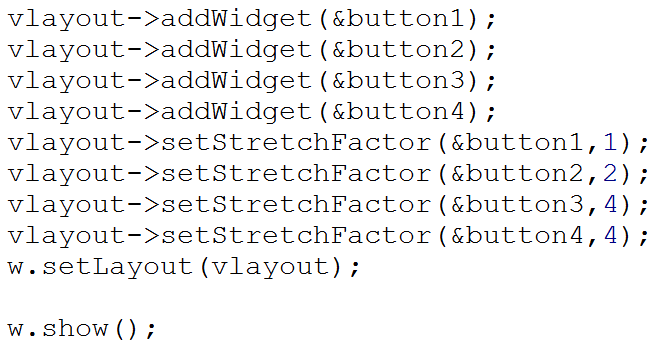 vlayout->addWidget(&button1);
vlayout->addWidget(&button2);
vlayout->addWidget(&button3);
vlayout->addWidget(&button4);
vlayout->setStretchFactor(&button1,1);
vlayout->setStretchFactor(&button2,2);
vlayout->setStretchFactor(&button3,4);
vlayout->setStretchFactor(&button4,4);
w.setLayout(vlayout);
w.show();